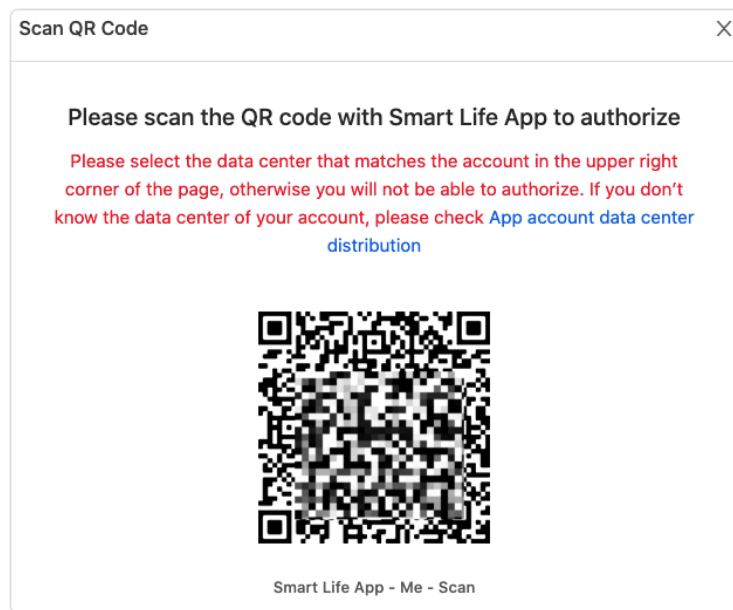 Scan QR Code
Please scan the QR code with Smart Life App to authorize
Please select the data center that matches the account in the upper right
corner of the page, otherwise you will not be able to authorize. If you don’t
know the data center of your account, please check App account data center
distribution
Smart Life App - Me - Scan